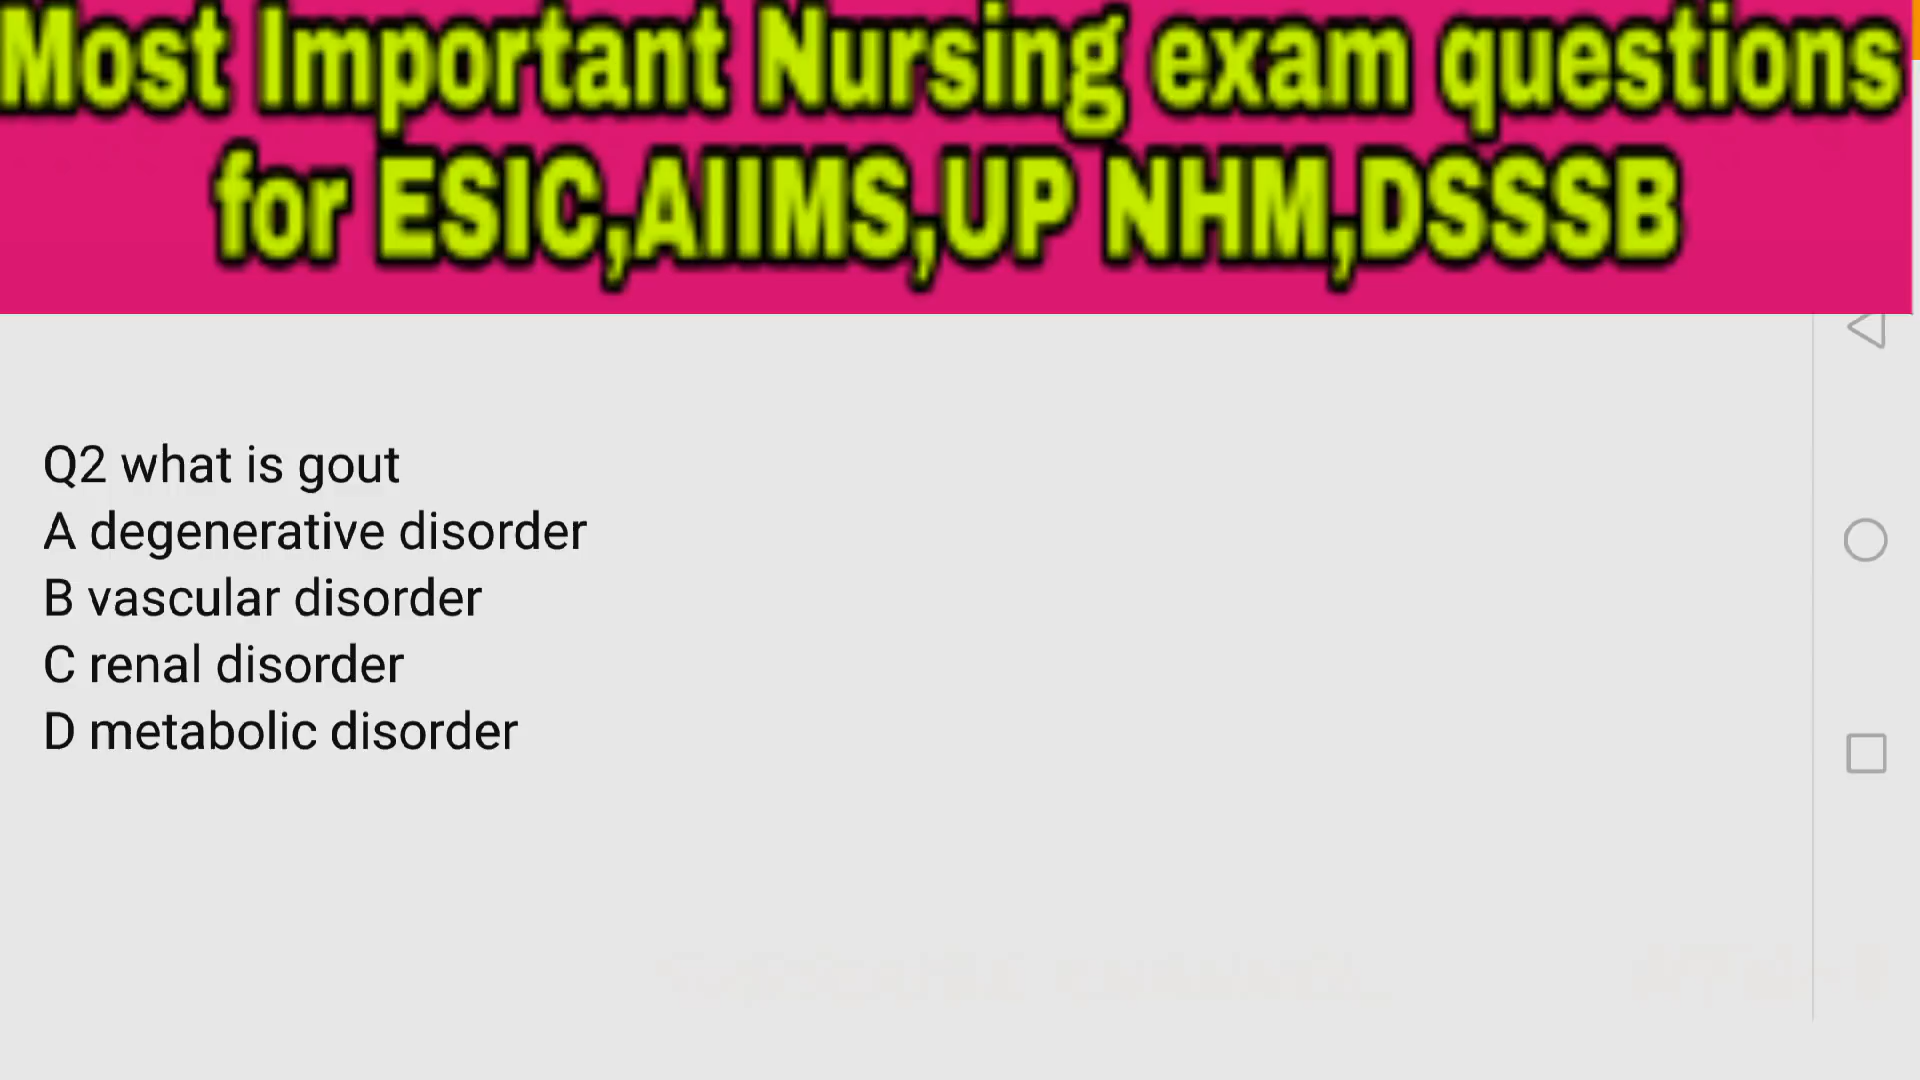 Most Important Nursing exam questions
for ESIC,AIIMS,UP NHM,DSSSB
Q2 what is gout
A degenerative disorder
B vascular disorder
C renal disorder
D metabolic disorder